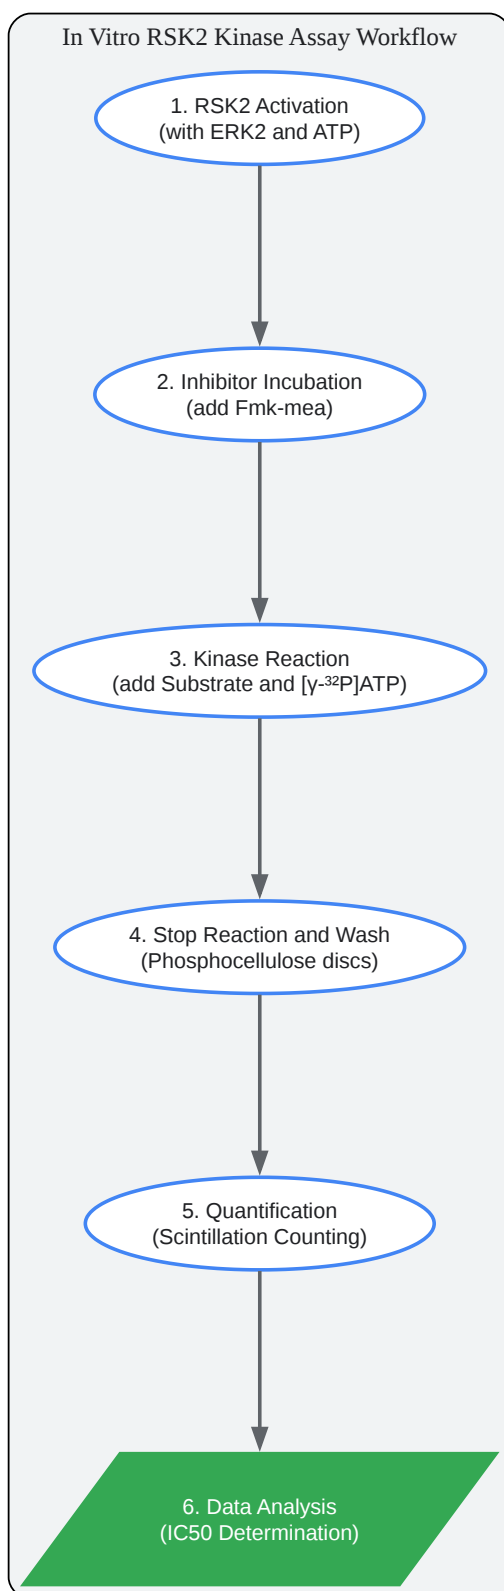 In Vitro RSK2 Kinase Assay Workflow
1. RSK2 Activation
(with ERK2 and ATP)
2. Inhibitor Incubation
(add Fmk-mea)
3. Kinase Reaction
(add Substrate and [γ-³²P]ATP)
4. Stop Reaction and Wash
(Phosphocellulose discs)
5. Quantification
(Scintillation Counting)
6. Data Analysis
(IC50 Determination)